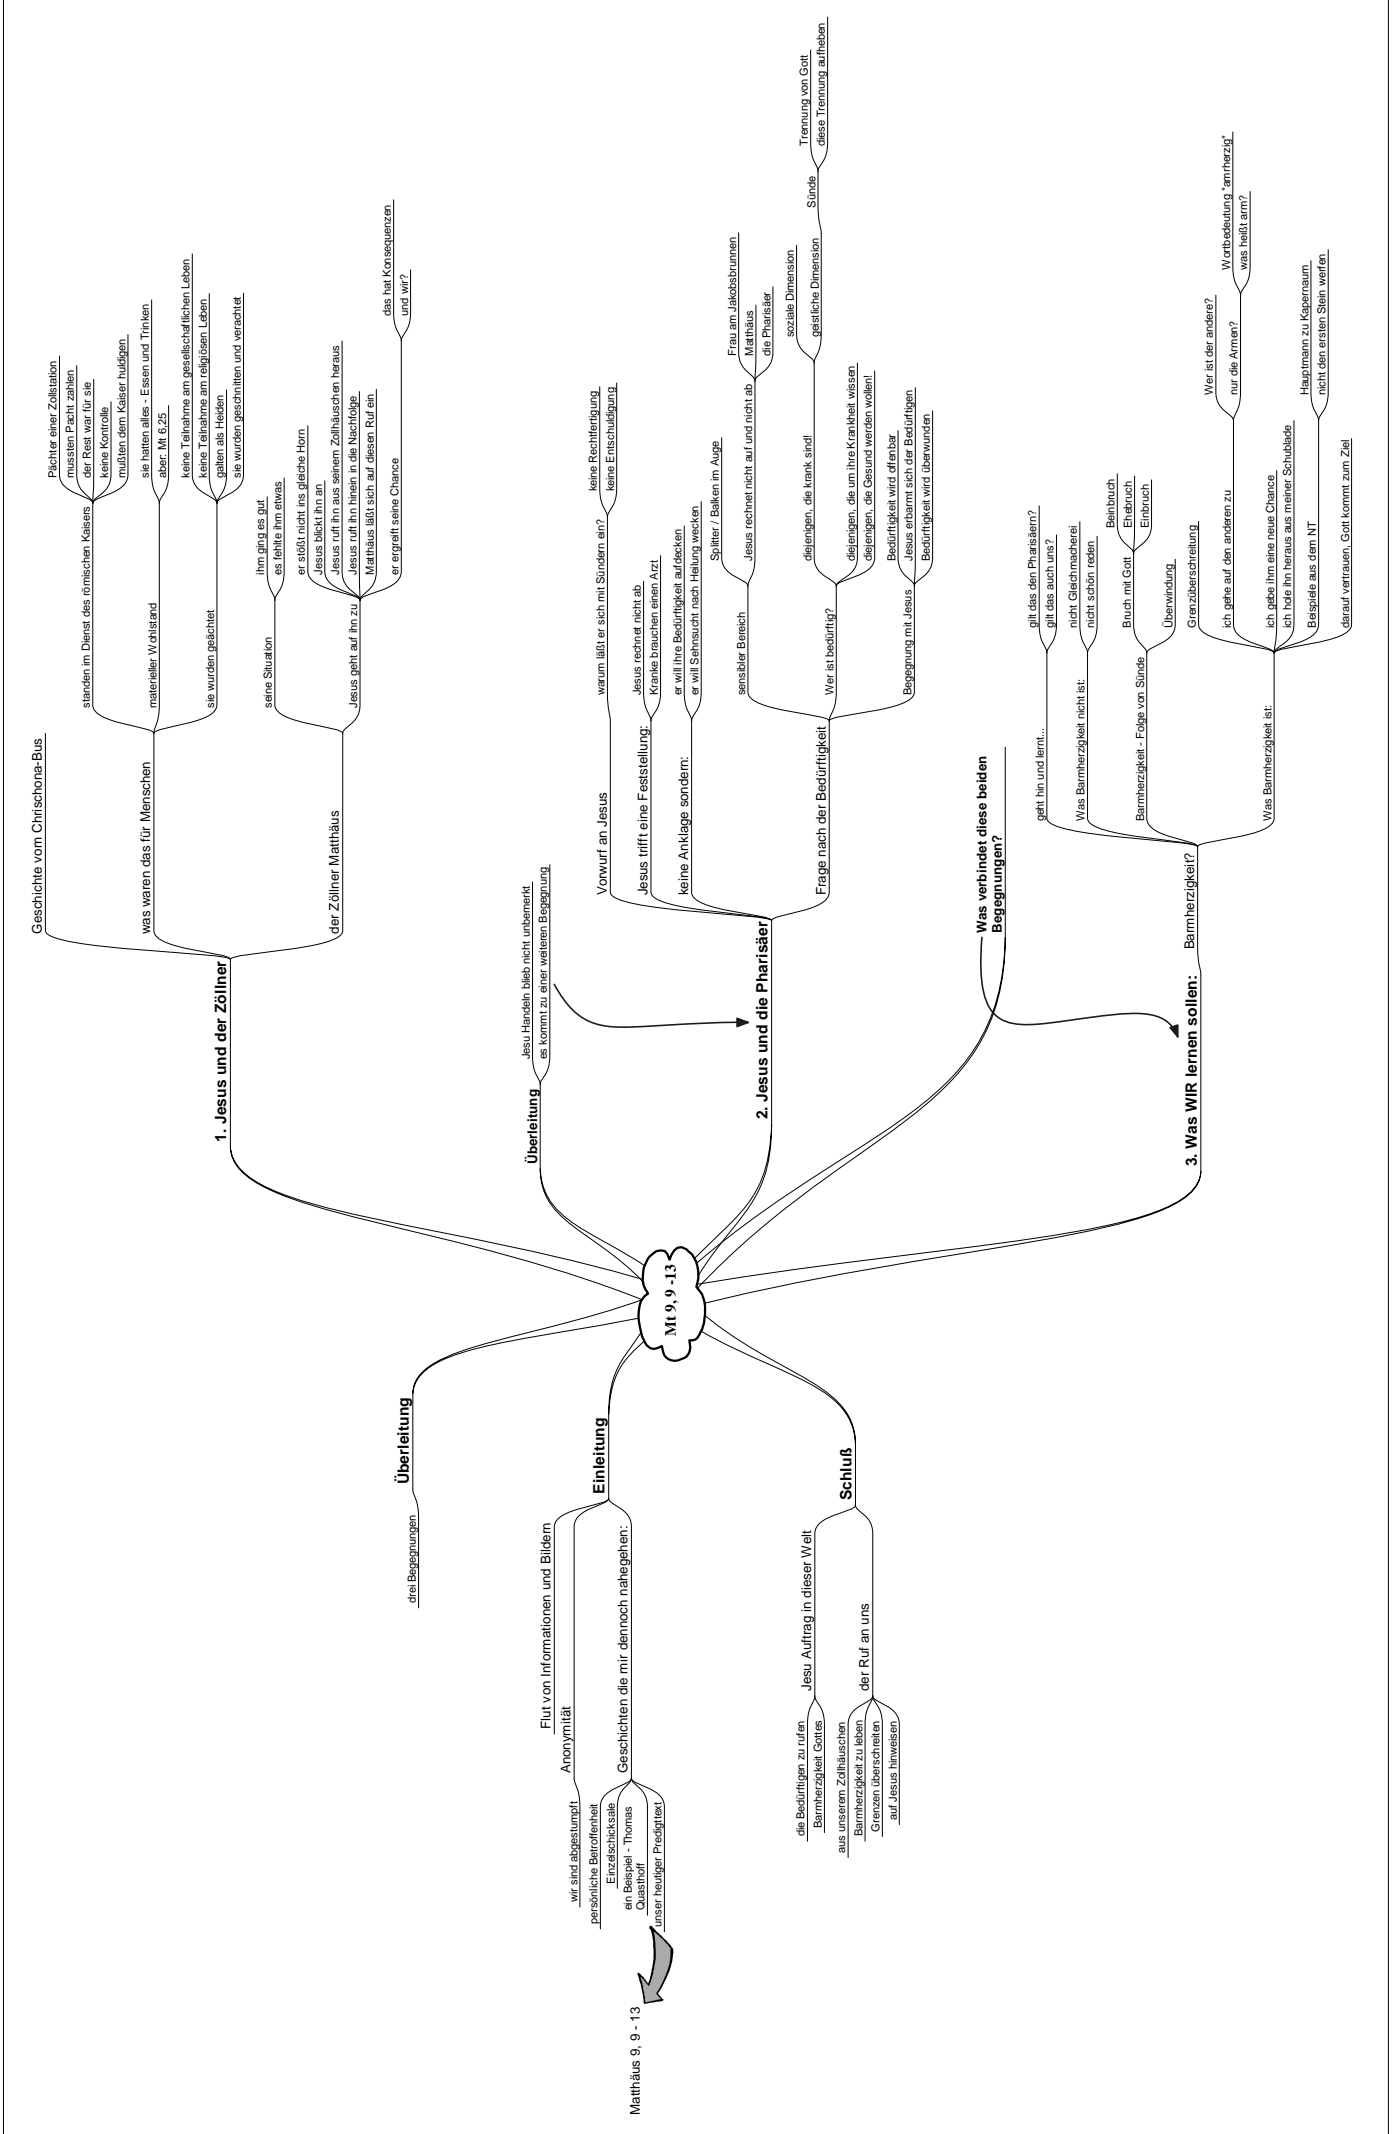 Mt 9, 9 -13
Überleitung
drei Begegnungen
Einleitung
Flut von Informationen und Bildern
Anonymität
wir sind abgestumpft
Geschichten die mir dennoch nahegehen:
persönliche Betroffenheit
Einzelschicksale
ein Beispiel - Thomas
Quasthoff
unser heutiger Predigttext
Matthäus 9, 9 - 13
Schluß
Jesu Auftrag in dieser Welt
die Bedürftigen zu rufen
Barmherzigkeit Gottes
der Ruf an uns
aus unserem Zollhäuschen
Barmherzigkeit zu leben
Grenzen überschreiten
auf Jesus hinweisen
1. Jesus und der Zöllner
Geschichte vom Chrischona-Bus
was waren das für Menschen
standen im Dienst des römischen Kaisers
Pächter einer Zollstation
mussten Pacht zahlen
der Rest war für sie
keine Kontrolle
mußten dem Kaiser huldigen
materieller Wohlstand
sie hatten alles - Essen und Trinken
aber: Mt 6,25
sie wurden geächtet
keine Teilnahme am gesellschaftlichen Leben
keine Teilnahme am religiösen Leben
galten als Heiden
sie wurden geschnitten und verachtet
der Zöllner Matthäus
seine Situation
ihm ging es gut
es fehlte ihm etwas
Jesus geht auf ihn zu
er stößt nicht ins gleiche Horn
Jesus blickt ihn an
Jesus ruft ihn aus seinem Zollhäuschen heraus
Jesus ruft ihn hinein in die Nachfolge
Matthäus läßt sich auf diesen Ruf ein
er ergreift seine Chance
das hat Konsequenzen
und wir?
Überleitung
Jesu Handeln blieb nicht unbemerkt
es kommt zu einer weiteren Begegnung
2. Jesus und die Pharisäer
Vorwurf an Jesus
warum läßt er sich mit Sündern ein?
keine Rechtfertigung
keine Entschuldigung
Jesus trifft eine Feststellung:
Jesus rechnet nicht ab
Kranke brauchen einen Arzt
keine Anklage sondern:
er will ihre Bedürftigkeit aufdecken
er will Sehnsucht nach Heilung wecken
Frage nach der Bedürftigkeit
sensibler Bereich
Splitter / Balken im Auge
Jesus rechnet nicht auf und nicht ab
Frau am Jakobsbrunnen
Matthäus
die Pharisäer
Wer ist bedürftig?
diejenigen, die krank sind!
soziale Dimension
geistliche Dimension
Sünde
Trennung von Gott
diese Trennung aufheben
diejenigen, die um ihre Krankheit wissen
diejenigen, die Gesund werden wollen!
Begegnung mit Jesus
Bedürftigkeit wird offenbar
Jesus erbarmt sich der Bedürftigen
Bedürftigkeit wird überwunden
Was verbindet diese beiden
Begegnungen?
3. Was WIR lernen sollen:
Barmherzigkeit?
geht hin und lernt...
gilt das den Pharisäern?
gilt das auch uns?
Was Barmherzigkeit nicht ist:
nicht Gleichmacherei
nicht schön reden
Barmherzigkeit - Folge von Sünde
Bruch mit Gott
Beinbruch
Ehebruch
Einbruch
Überwindung
Was Barmherzigkeit ist:
Grenzüberschreitung
ich gehe auf den anderen zu
Wer ist der andere?
nur die Armen?
Wortbedeutung "amrherzig"
was heißt arm?
ich gebe ihm eine neue Chance
ich hole ihn heraus aus meiner Schublade
Beispiele aus dem NT
Hauptmann zu Kapernaum
nicht den ersten Stein werfen
darauf vertrauen, Gott kommt zum Ziel